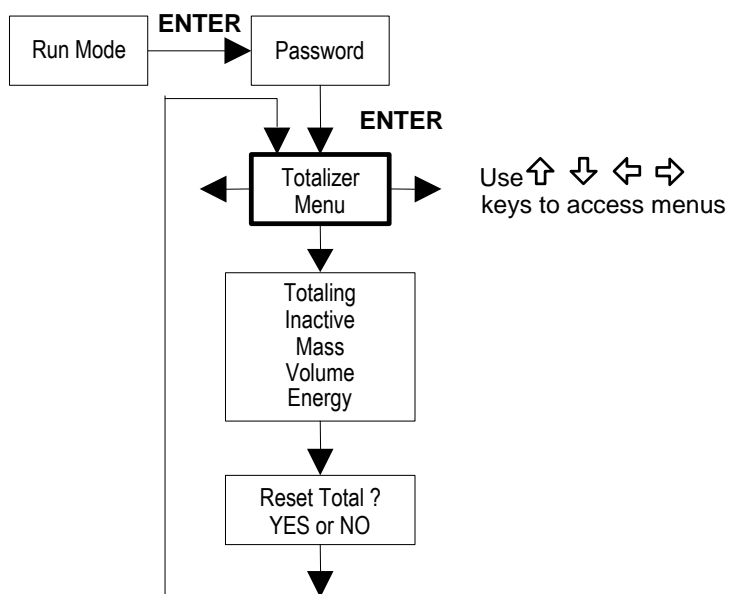 ENTER
Run Mode
Password
ENTER
Totalizer
Menu
Use ⇧ ⇩ ⇦ ⇨
keys to access menus
Totaling
Inactive
Mass
Volume
Energy
Reset Total ?
YES or NO